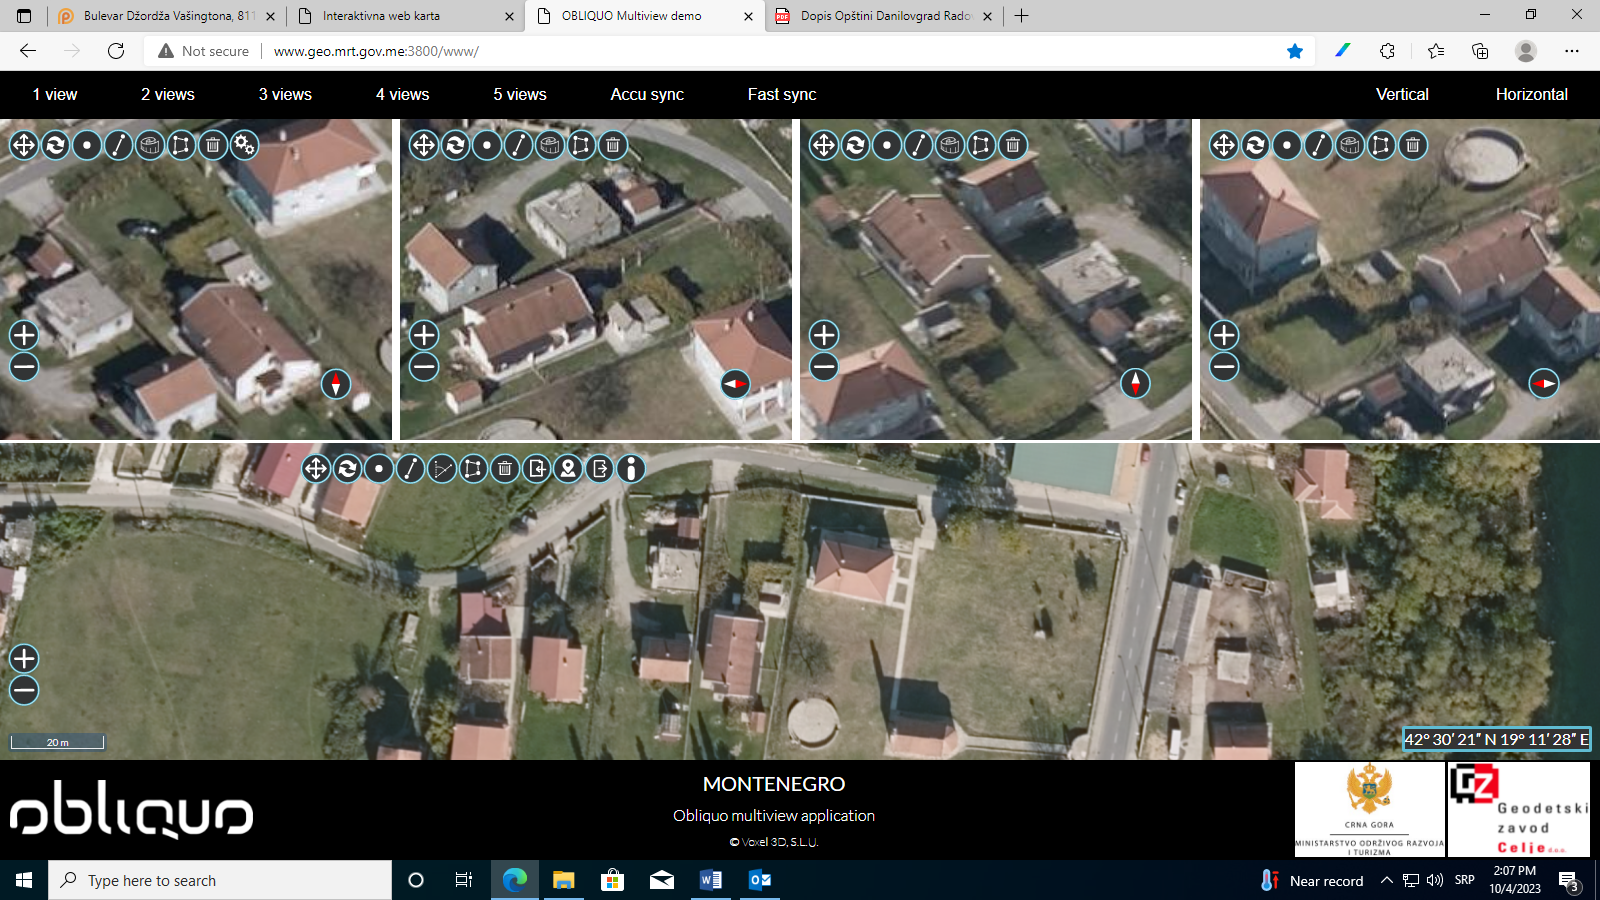 Bulevar Džordža Vašingtona, 811
Interaktivna web karta
OBLIQUO Multiview demo
Dopis Opštini Danilovgrad Rado
Not secure
www.geo.mrt.gov.me:3800/www/
1 view
2 views
3 views
4 views
5 views
Accu sync
Fast sync
Vertical
Horizontal
20 m
42° 30′ 21″ N 19° 11′ 28″ E
obliquo
MONTENEGRO
Obliquo multiview application
© Voxel 3D, S.L.U.
CRNA GORA
MINISTARSTVO ODRŽIVOG RAZVOJA
I TURIZMA
GZ
Geodetski
zavod
Celje d.o.o.
Type here to search
Near record
SRP
2:07 PM
10/4/2023
3